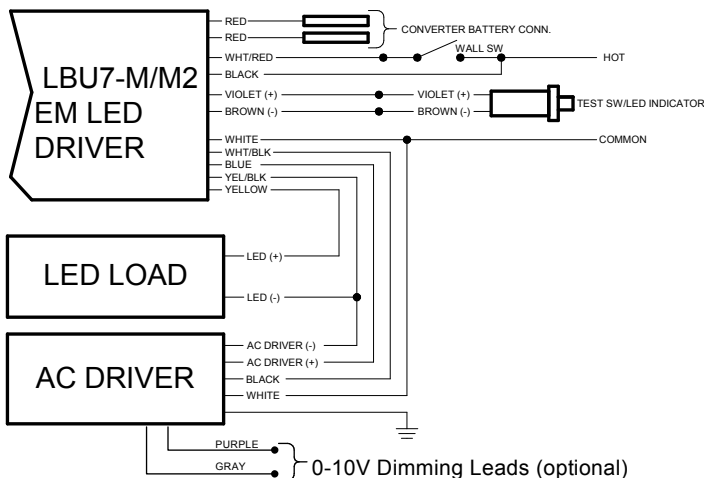 RED
RED
CONVERTER BATTERY CONN.
WHT/RED
WALL SW
HOT
BLACK
LBU7-M/M2
EM LED
DRIVER
VIOLET (+)
VIOLET (+)
BROWN (-)
BROWN (-)
TEST SW/LED INDICATOR
WHITE
COMMON
WHT/BLK
BLUE
YEL/BLK
YELLOW
LED LOAD
LED (+)
LED (-)
AC DRIVER
AC DRIVER (-)
AC DRIVER (+)
BLACK
WHITE
PURPLE
GRAY
0-10V Dimming Leads (optional)